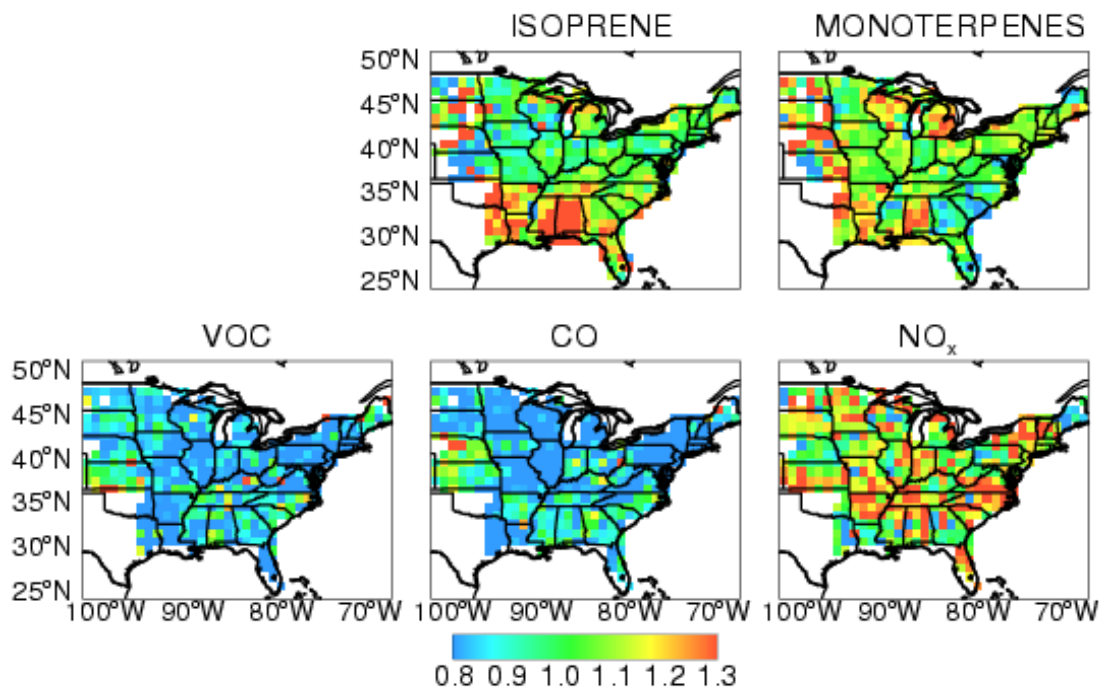 ISOPRENE MONOTERPENES
50°N
45°N
40°N
35°N
30°N
25°N
VOC CO NOx
50°N
45°N
40°N
35°N
30°N
25°N
100°W 90°W 80°W 70°W 100°W 90°W 80°W 70°W 100°W 90°W 80°W 70°W
0.8 0.9 1.0 1.1 1.2 1.3